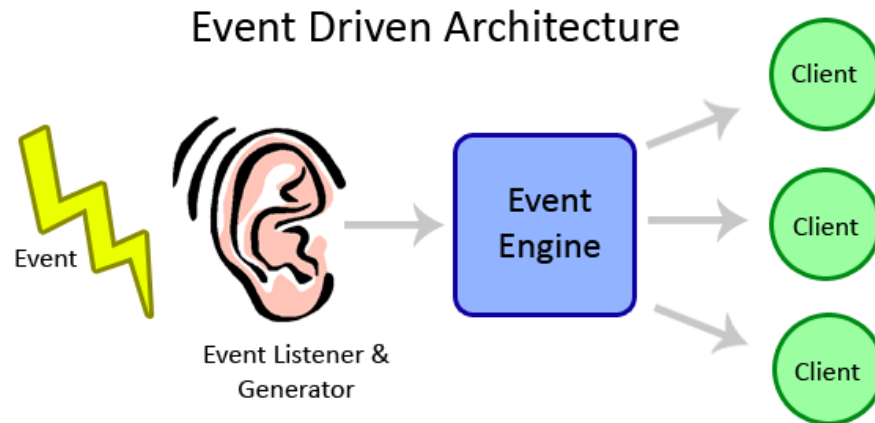 Event Driven Architecture
Event
Event Listener &
Generator
Event
Engine
Client
Client
Client